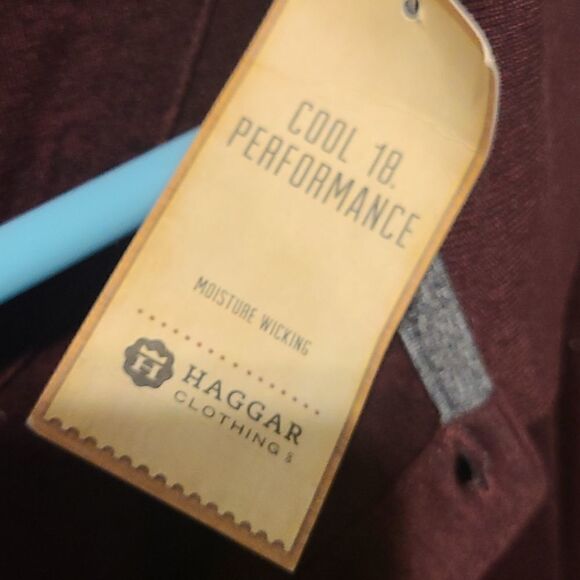 COOL 18.
PERFORMANCE
MOISTURE WICKING
H
HAGGAR
CLOTHING